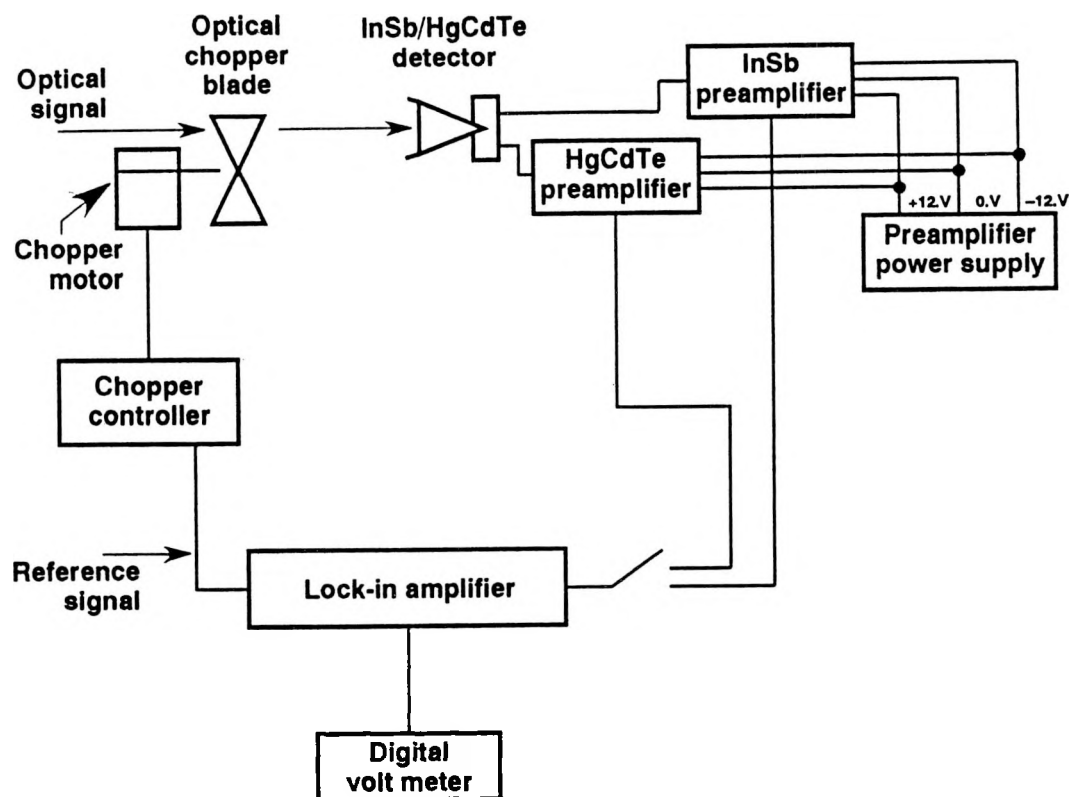 Optical
chopper
blade
InSb/HgCdTe
detector
InSb
preamplifier
Optical
signal
HgCdTe
preamplifier
+12.V 0.V –12.V
Preamplifier
power supply
Chopper
motor
Chopper
controller
Reference
signal
Lock-in amplifier
Digital
volt meter